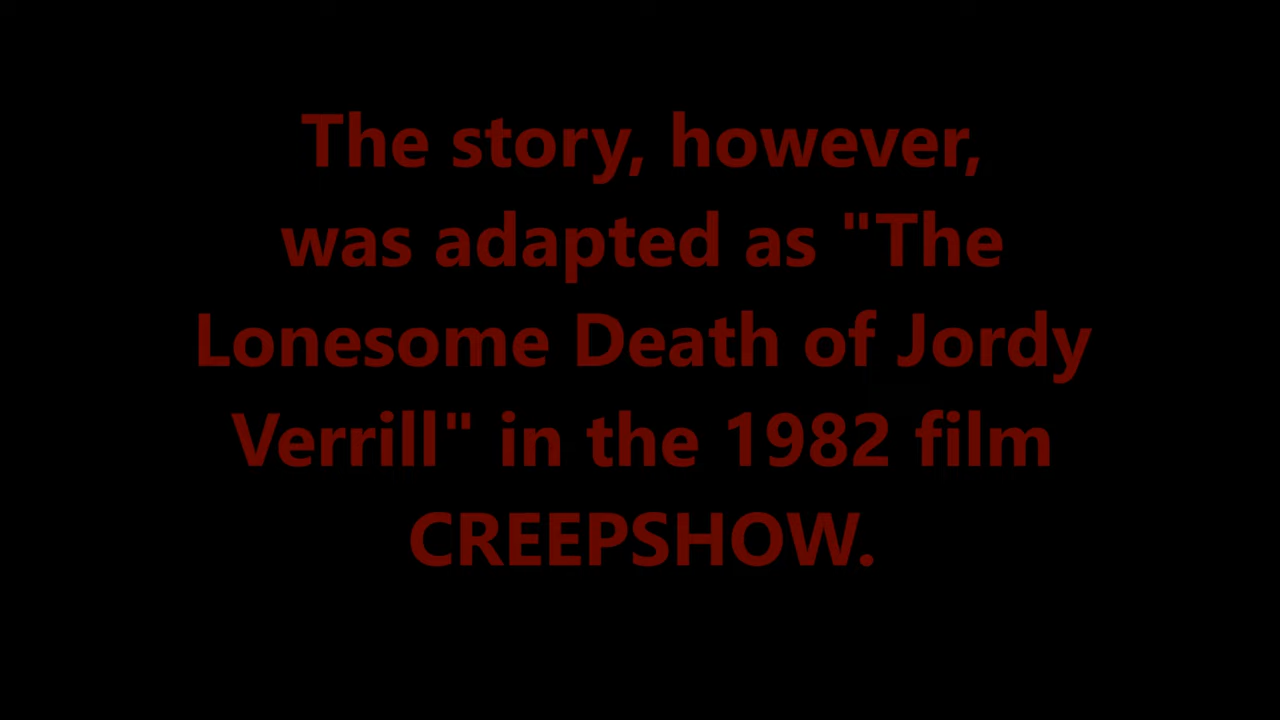 The story, however,
was adapted as "The
Lonesome Death of Jordy
Verrill" in the 1982 film
CREEPSHOW.